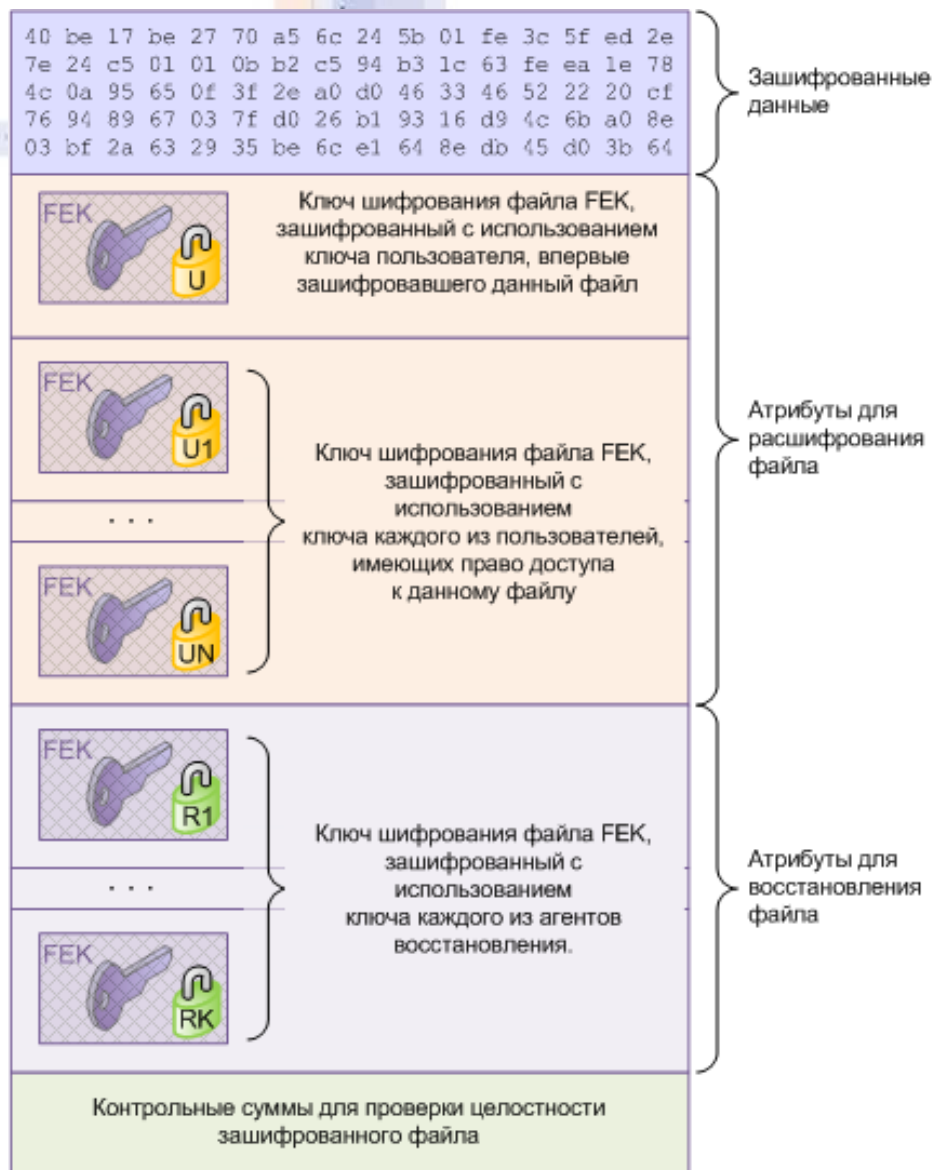 40 be 17 be 27 70 a5 6c 24 5b 01 fe 3c 5f ed 2e
7e 24 c5 01 01 0b b2 c5 94 b3 1c 63 fe ea 1e 78
4c 0a 95 65 0f 3f 2e a0 d0 46 33 46 52 22 20 cf
76 94 89 67 03 7f d0 26 b1 93 16 d9 4c 6b a0 8e
03 bf 2a 63 29 35 be 6c e1 64 8e db 45 d0 3b 64
Зашифрованные
данные
FEK
U
Ключ шифрования файла FEK,
зашифрованный с использованием
ключа пользователя, впервые
зашифровавшего данный файл
FEK
U1
. . .
FEK
UN
Ключ шифрования файла FEK,
зашифрованный с
использованием
ключа каждого из пользователей,
имеющих право доступа
к данному файлу
Атрибуты для
расшифрования
файла
FEK
R1
. . .
FEK
RK
Ключ шифрования файла FEK,
зашифрованный с
использованием
ключа каждого из агентов
восстановления.
Атрибуты для
восстановления
файла
Контрольные суммы для проверки целостности
зашифрованного файла